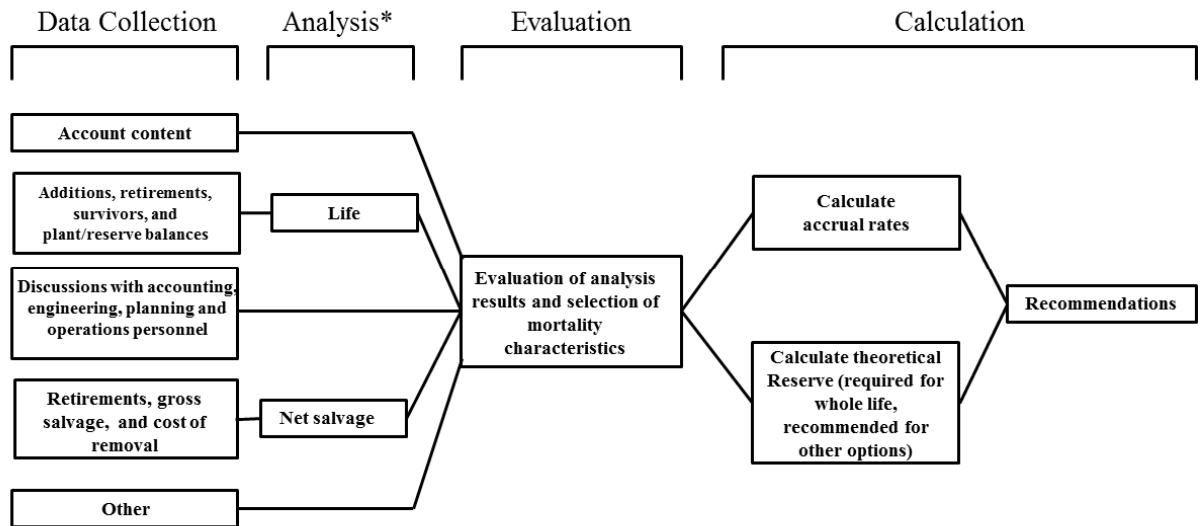 Data Collection
Analysis*
Evaluation
Calculation
Account content
Additions, retirements,
survivors, and
plant/reserve balances
Life
Discussions with accounting,
engineering, planning and
operations personnel
Retirements, gross
salvage, and cost of
removal
Net salvage
Other
Evaluation of analysis
results and selection of
mortality
characteristics
Calculate
accrual rates
Calculate theoretical
Reserve (required for
whole life,
recommended for
other options)
Recommendations